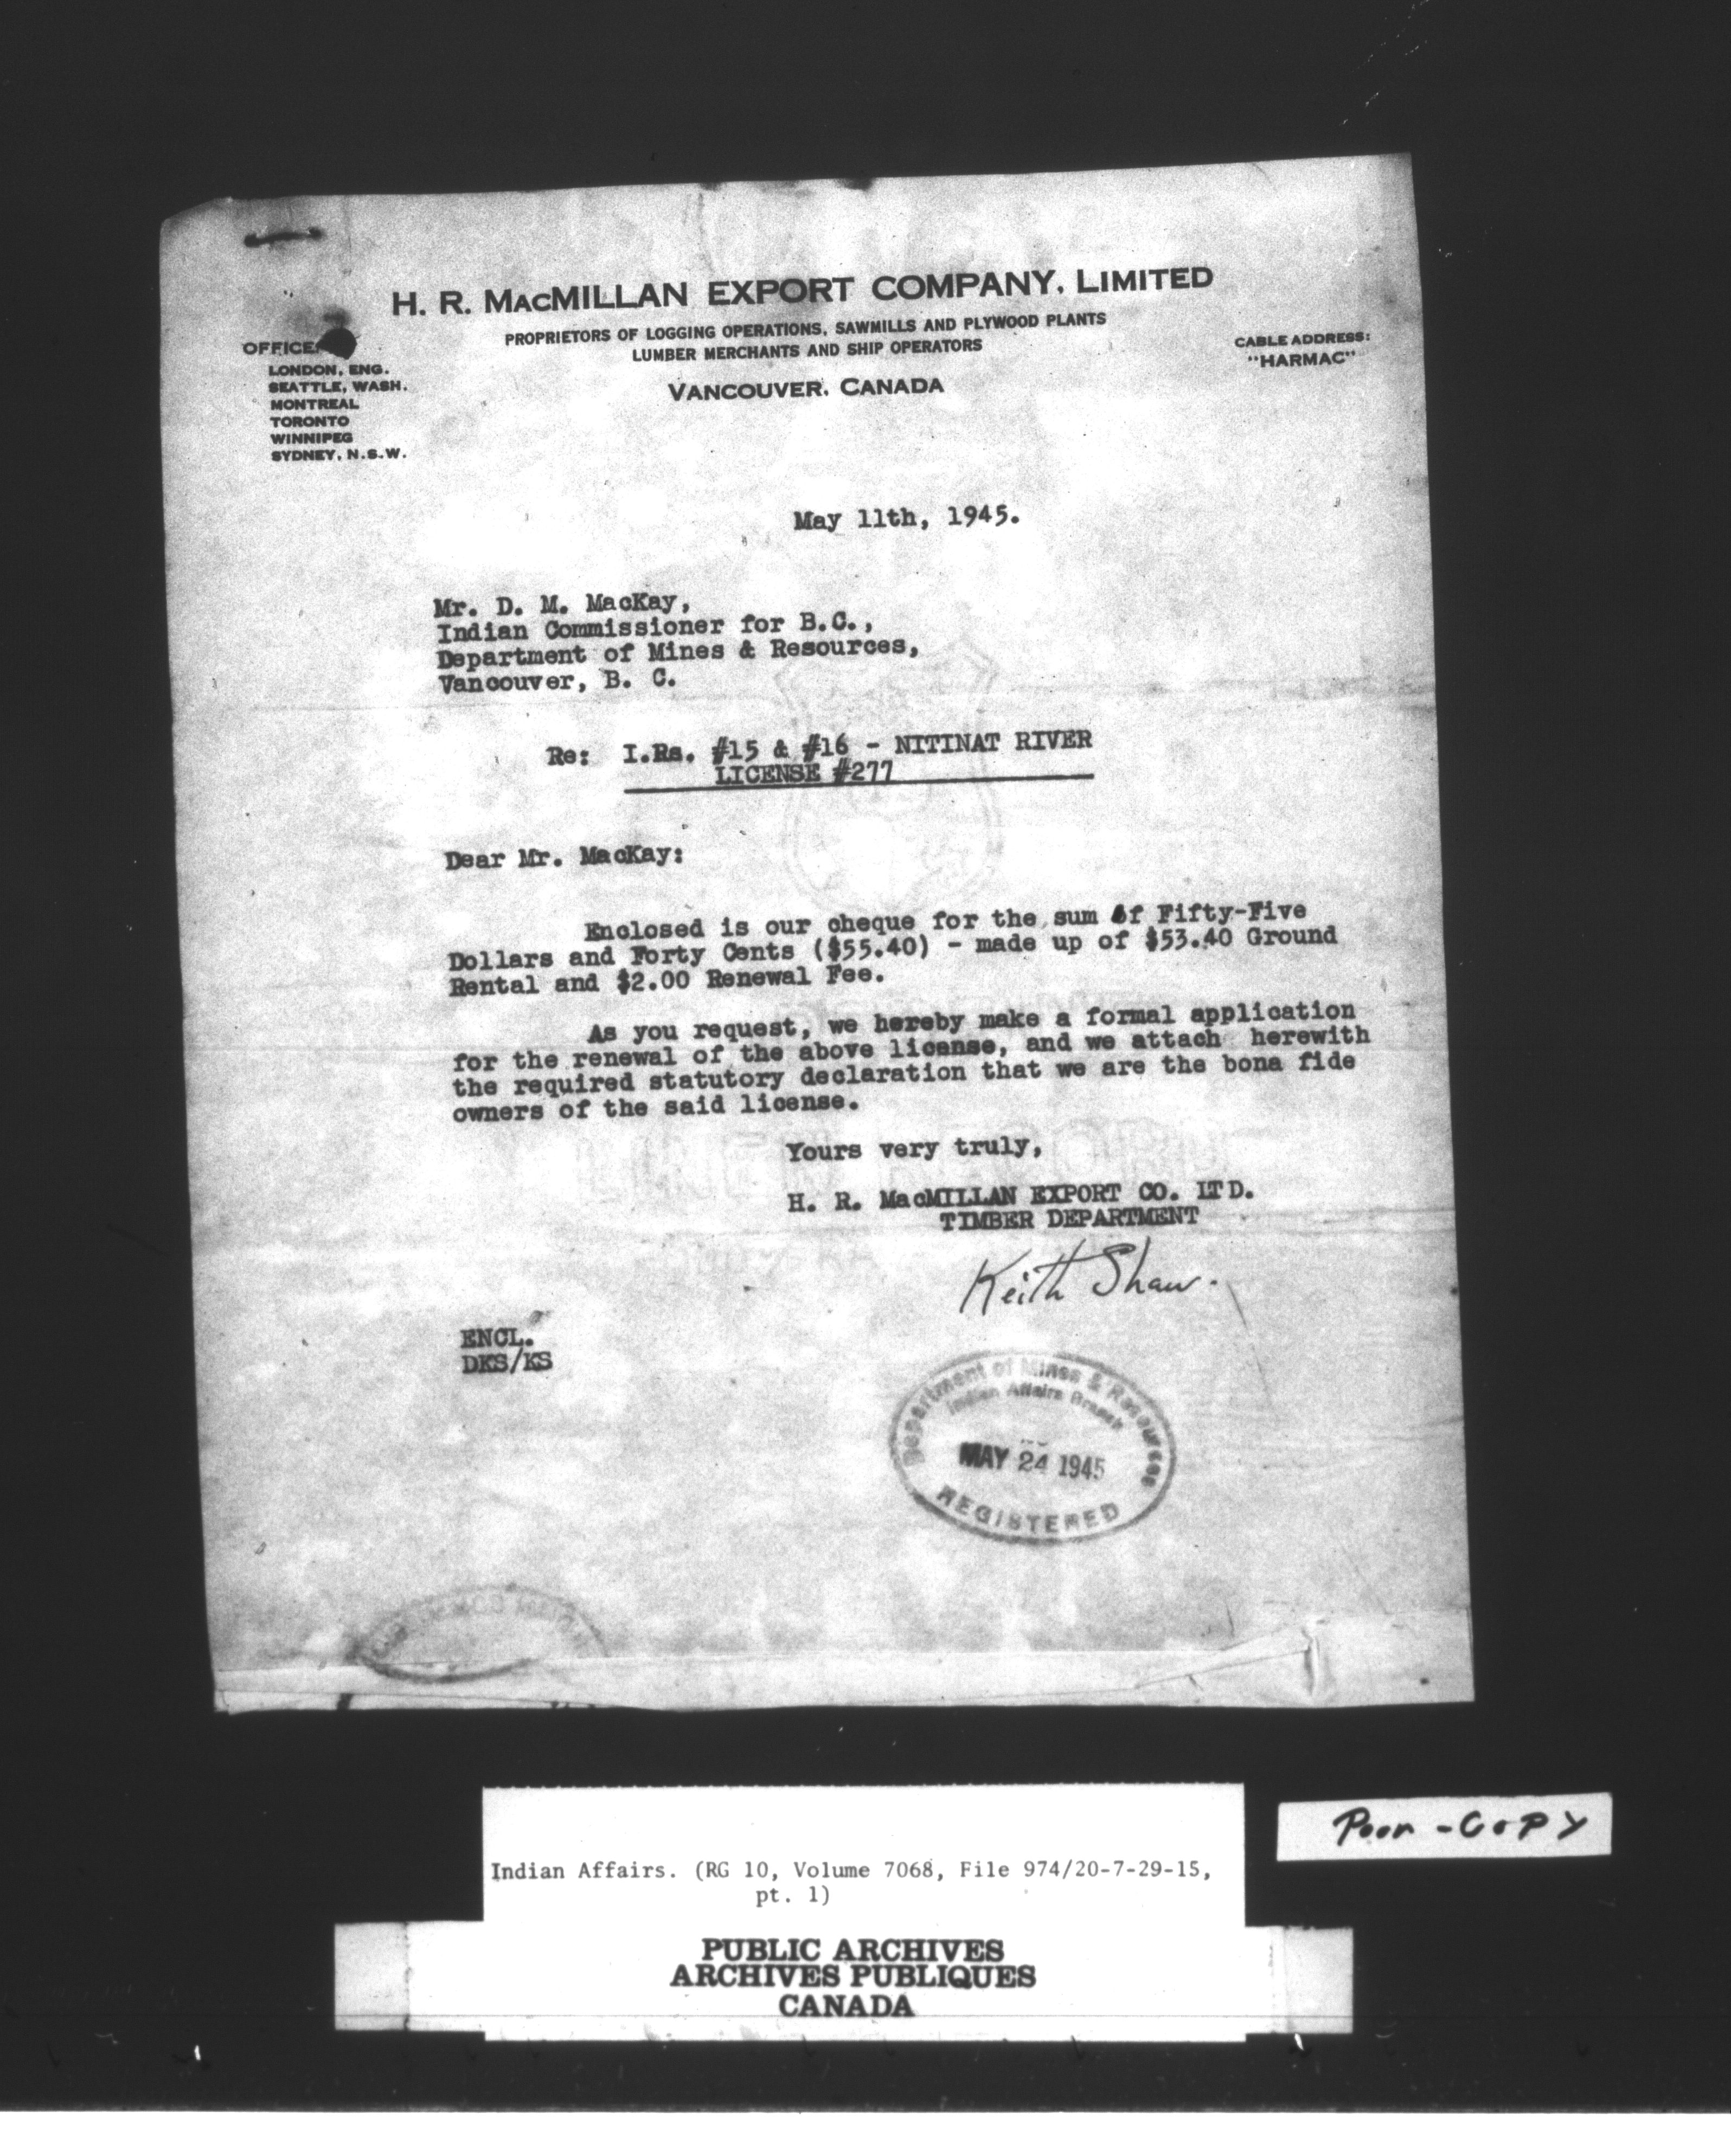 H. R. MACMILLAN EXPORT COMPANY, LIMITED
PROPRIETORS OF LOGGING OPERATIONS, SAWMILLS AND PLYWOOD PLANTS
LUMBER MERCHANTS AND SHIP OPERATORS
VANCOUVER, CANADA
OFFICE
LONDON, ENG.
SEATTLE, WASH.
MONTREAL
TORONTO
WINNIPEG
SYDNEY, N.S.W.
CABLE ADDRESS:
"HARMAC"
May 11th, 1945.
Mr. D. M. MacKay,
Indian Commissioner for B.C.,
Department of Mines & Resources,
Vancouver, B. C.
Re: I.Rs. #15 & #16 - NITINAT RIVER
LICENSE #277
Dear Mr. MacKay:
Enclosed is our cheque for the sum of Fifty-Five
Dollars and Forty Cents ($55.40) - made up of $53.40 Ground
Rental and $2.00 Renewal Fee.
As you request, we hereby make a formal application
for the renewal of the above license, and we attach herewith
the required statutory declaration that we are the bona fide
owners of the said license.
Yours very truly,
H. R. MacMILLAN EXPORT CO. LTD.
TIMBER DEPARTMENT
Keith Shaw.
ENCL.
DKS/KS
Department of Mines & Resources
Indian Affairs Branch
MAY 24 1945
REGISTERED
Poor - Copy
Indian Affairs. (RG 10, Volume 7068, File 974/20-7-29-15,
pt. 1)
PUBLIC ARCHIVES
ARCHIVES PUBLIQUES
CANADA